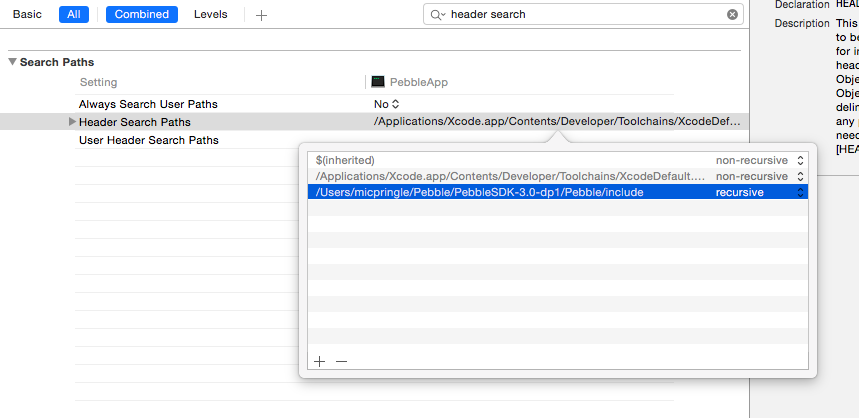 Basic All Combined Levels header search
Search Paths
Setting PebbleApp
Always Search User Paths No
Header Search Paths /Applications/Xcode.app/Contents/Developer/Toolchains/XcodeDef...
User Header Search Paths
$(inherited) non-recursive
/Applications/Xcode.app/Contents/Developer/Toolchains/XcodeDefault.... non-recursive
/Users/micpringle/Pebble/PebbleSDK-3.0-dp1/Pebble/include recursive
Declaration HEAD
Description This
to be
for in
head
Obje
Obje
delin
any p
need
[HEA